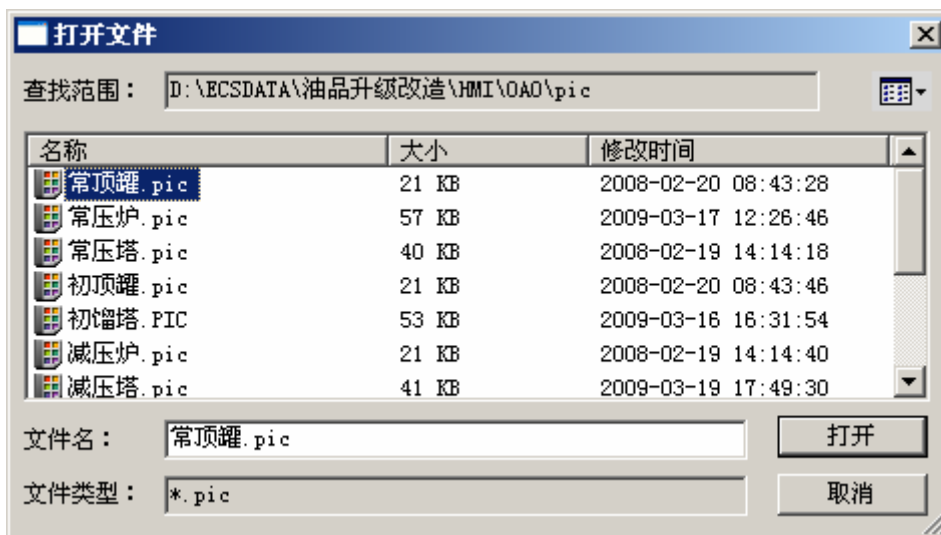 打开文件
查找范围： D:\ECSDATA\油品升级改造\HMI\OAO\pic
名称 大小 修改时间
常顶罐.pic 21 KB 2008-02-20 08:43:28
常压炉.pic 57 KB 2009-03-17 12:26:46
常压塔.pic 40 KB 2008-02-19 14:14:18
初顶罐.pic 21 KB 2008-02-20 08:43:46
初馏塔.PIC 53 KB 2009-03-16 16:31:54
减压炉.pic 21 KB 2008-02-19 14:14:40
减压塔.pic 41 KB 2009-03-19 17:49:30
文件名： 常顶罐.pic 打开
文件类型： *.pic 取消